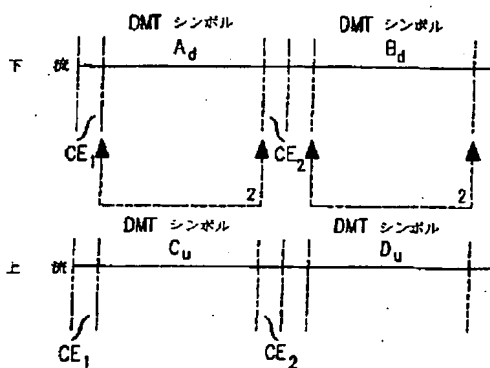 DMT シンボル DMT シンボル
A_d B_d
下 流
CE_1 CE_2
2 2
DMT シンボル DMT シンボル
C_u D_u
上 流
CE_1 CE_2